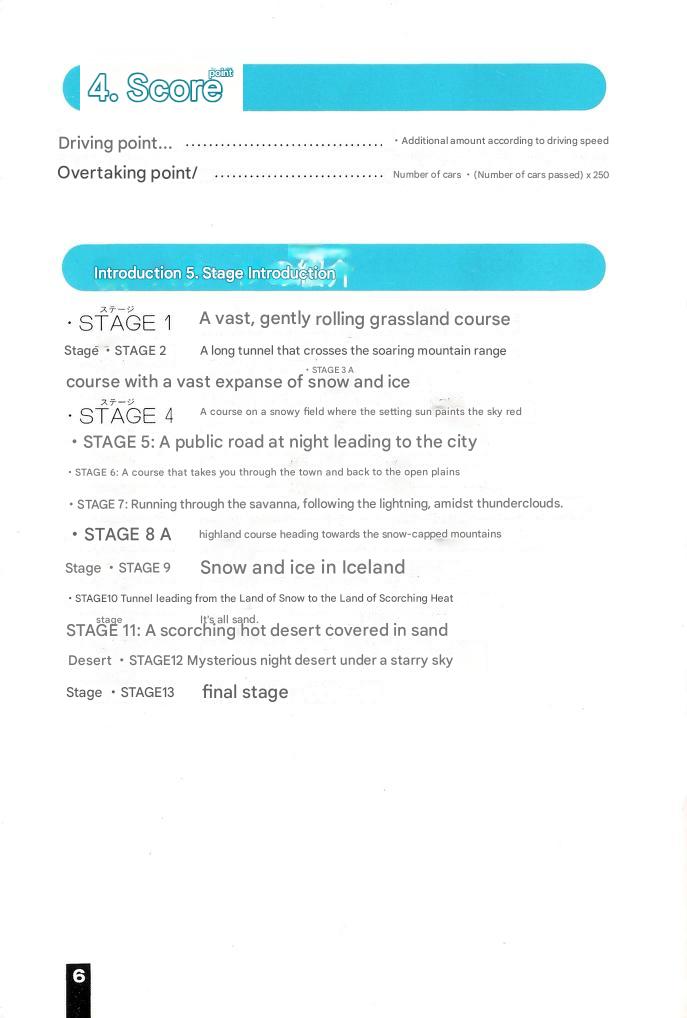 4. Score
point
Driving point... ................................. • Additional amount according to driving speed
Overtaking point/ ............................. Number of cars • (Number of cars passed) x 250
Introduction 5. Stage Introduction
ステージ
• STAGE 1 A vast, gently rolling grassland course
Stage • STAGE 2 A long tunnel that crosses the soaring mountain range
• STAGE 3 A
course with a vast expanse of snow and ice
ステージ
• STAGE 4 A course on a snowy field where the setting sun paints the sky red
• STAGE 5: A public road at night leading to the city
• STAGE 6: A course that takes you through the town and back to the open plains
• STAGE 7: Running through the savanna, following the lightning, amidst thunderclouds.
• STAGE 8 A highland course heading towards the snow-capped mountains
Stage • STAGE 9 Snow and ice in Iceland
• STAGE10 Tunnel leading from the Land of Snow to the Land of Scorching Heat
stage It's all sand.
STAGE 11: A scorching hot desert covered in sand
Desert • STAGE12 Mysterious night desert under a starry sky
Stage • STAGE13 final stage
6